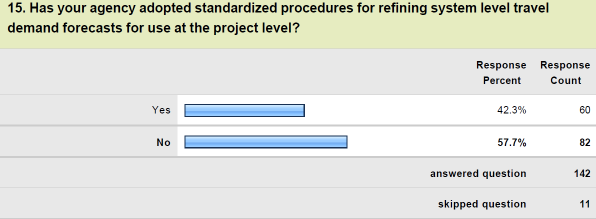 15. Has your agency adopted standardized procedures for refining system level travel
demand forecasts for use at the project level?
Response Response
Percent Count
Yes 42.3% 60
No 57.7% 82
answered question 142
skipped question 11